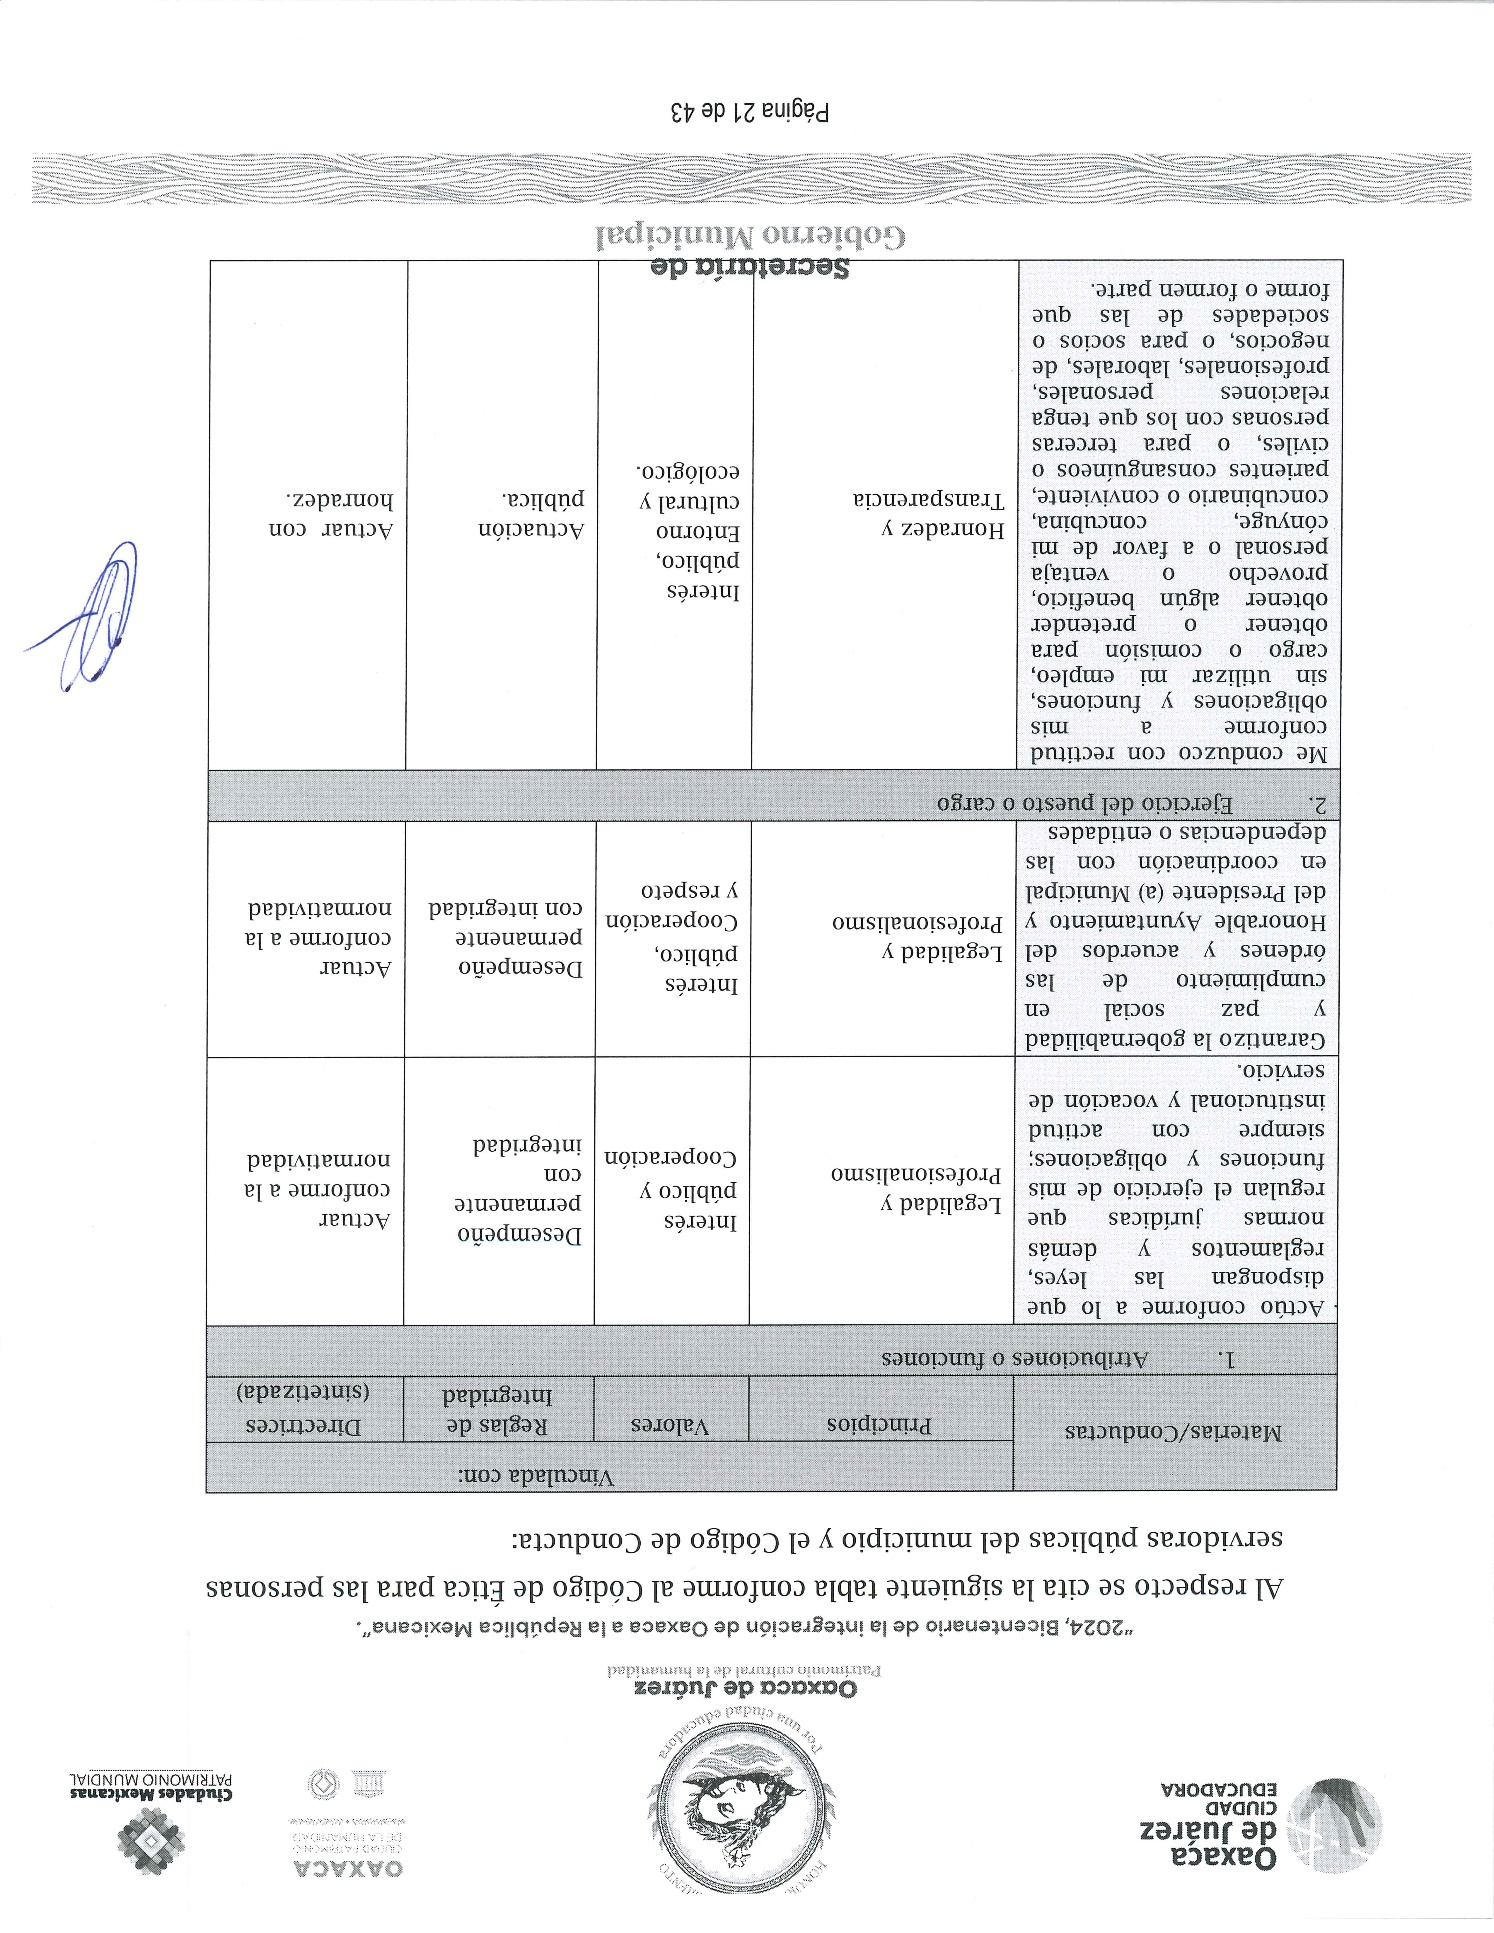 Oaxaca
de Juárez
CIUDAD
EDUCADORA
Por una ciudad educadora
Oaxaca de Juárez
Patrimonio cultural de la humanidad
OAXACA
CIUDAD PATRIMONIO
DE LA HUMANIDAD
Ciudades Mexicanas
PATRIMONIO MUNDIAL
"2024, Bicentenario de la integración de Oaxaca a la República Mexicana".
Al respecto se cita la siguiente tabla conforme al Código de Ética para las personas
servidoras públicas del municipio y el Código de Conducta:
Materias/Conductas
Vinculada con:
Principios
Valores
Reglas de
Integridad
Directrices
(sintetizada)
1. Atribuciones o funciones
Actúo conforme a lo que
dispongan las leyes,
reglamentos y demás
normas jurídicas que
regulan el ejercicio de mis
funciones y obligaciones;
siempre con actitud
institucional y vocación de
servicio.
Legalidad y
Profesionalismo
Interés
público y
Cooperación
Desempeño
permanente
con
integridad
Actuar
conforme a la
normatividad
Garantizo la gobernabilidad
y paz social en
cumplimiento de las
órdenes y acuerdos del
Honorable Ayuntamiento y
del Presidente (a) Municipal
en coordinación con las
dependencias o entidades
Legalidad y
Profesionalismo
Interés
público,
Cooperación
y respeto
Desempeño
permanente
con integridad
Actuar
conforme a la
normatividad
2. Ejercicio del puesto o cargo
Me conduzco con rectitud
conforme a mis
obligaciones y funciones,
sin utilizar mi empleo,
cargo o comisión para
obtener o pretender
obtener algún beneficio,
provecho o ventaja
personal o a favor de mi
cónyuge, concubina,
concubinario o conviviente,
parientes consanguíneos o
civiles, o para terceras
personas con los que tenga
relaciones personales,
profesionales, laborales, de
negocios, o para socios o
sociedades de las que
forme o formen parte.
Honradez y
Transparencia
Interés
público,
Entorno
cultural y
ecológico.
Actuación
pública.
Actuar con
honradez.
Secretaría de
Gobierno Municipal
Página 21 de 43